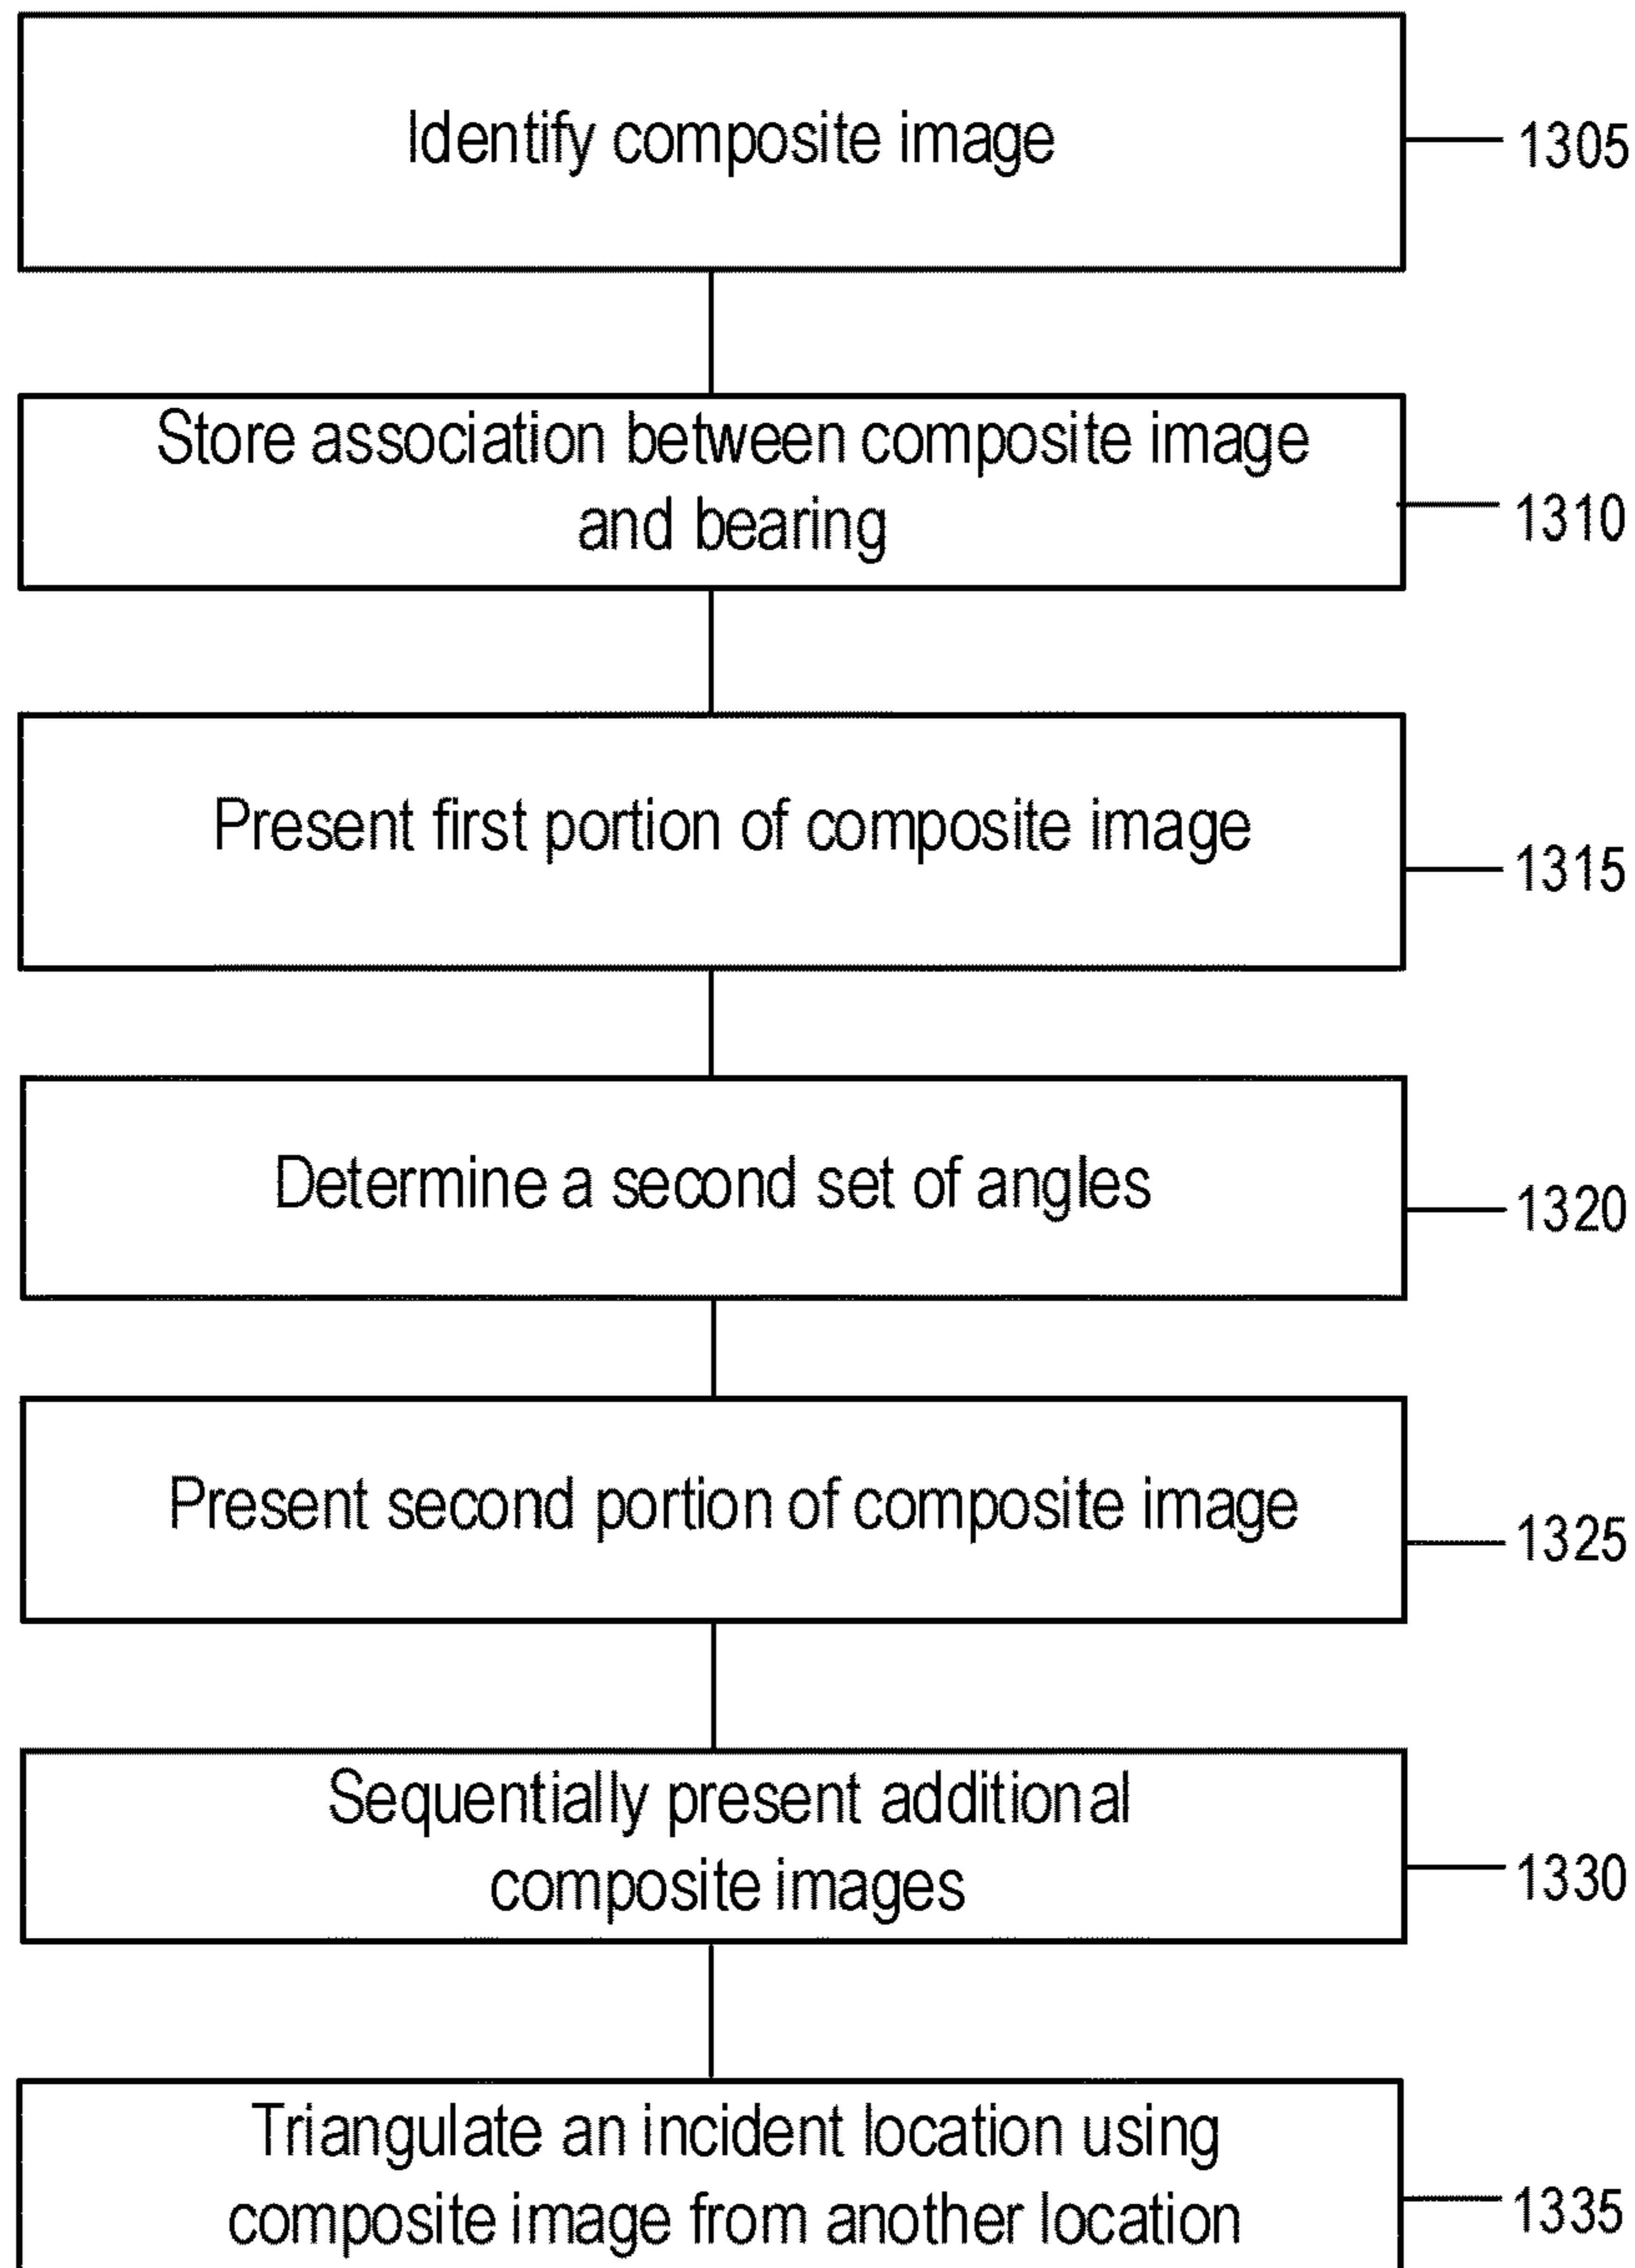 Identify composite image
1305
Store association between composite image
and bearing
1310
Present first portion of composite image
1315
Determine a second set of angles
1320
Present second portion of composite image
1325
Sequentially present additional
composite images
1330
Triangulate an incident location using
composite image from another location
1335